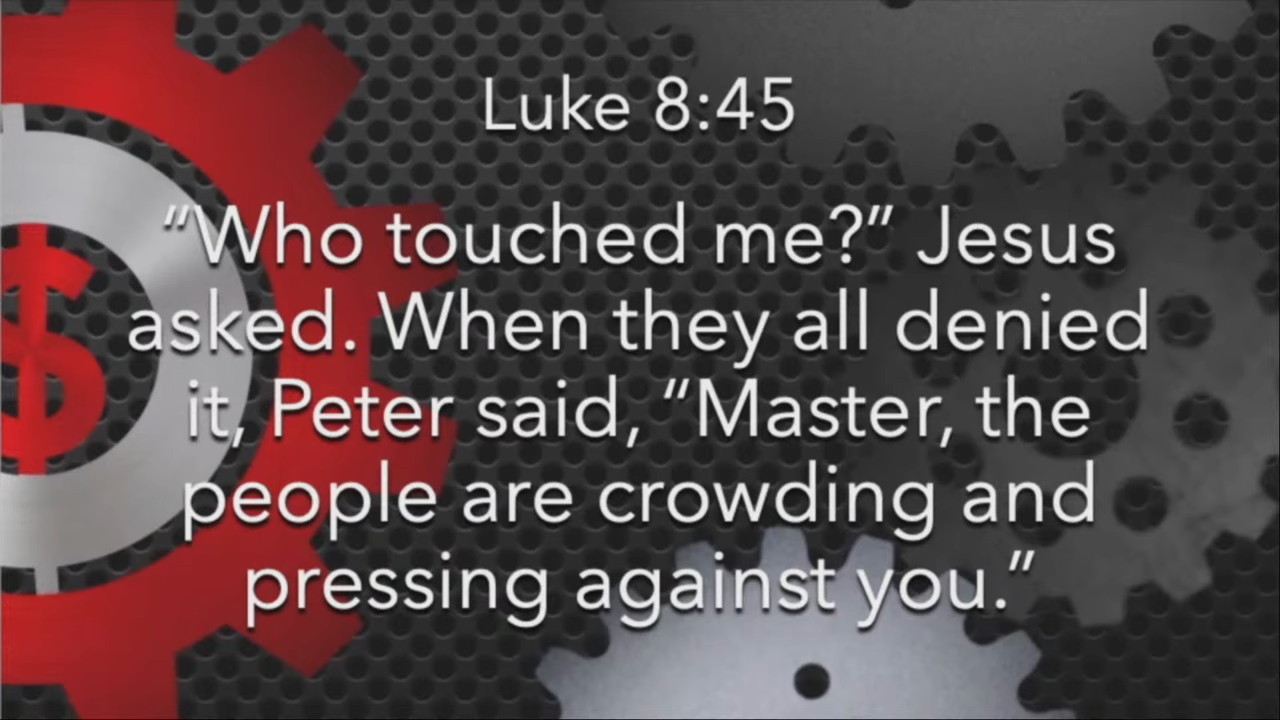 Luke 8:45
“Who touched me?” Jesus
asked. When they all denied
it, Peter said, “Master, the
people are crowding and
pressing against you.”
$